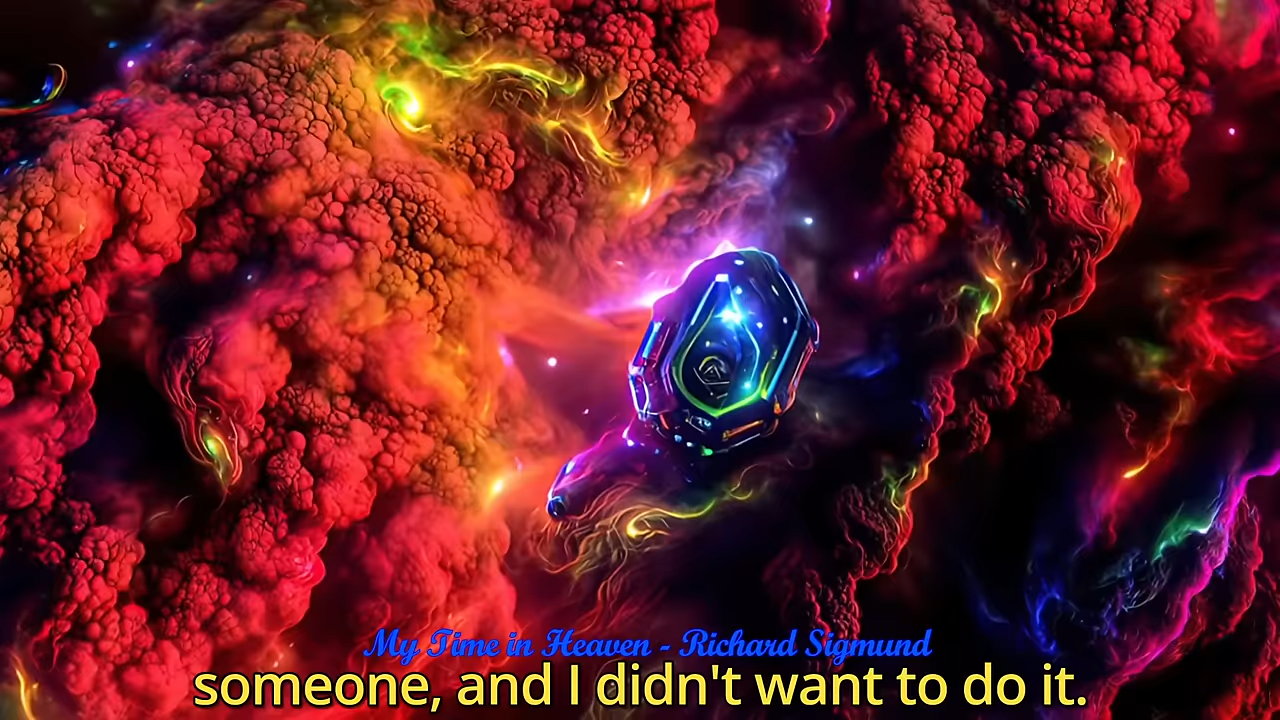 My Time in Heaven - Richard Sigmund
someone, and I didn't want to do it.